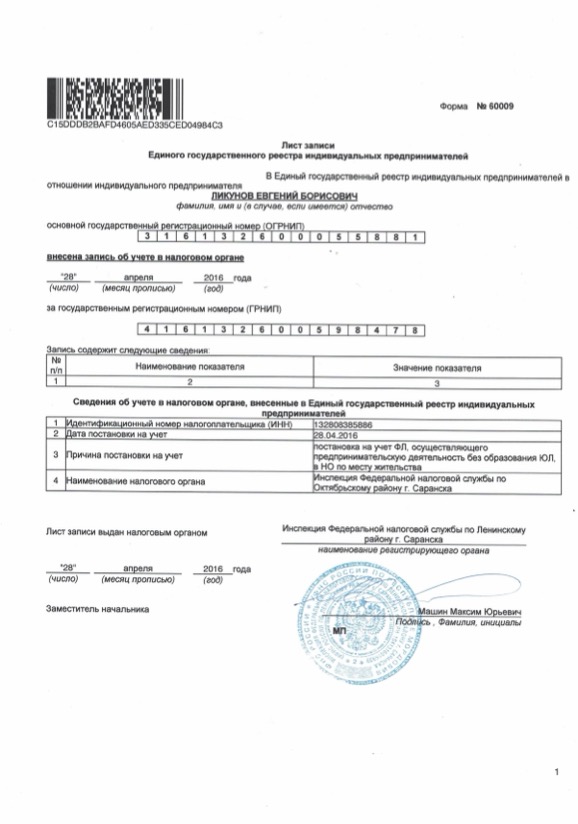 C15DDDB2BAFD4605AED335CED04984C3
Форма № 60009
Лист записи
Единого государственного реестра индивидуальных предпринимателей
В Единый государственный реестр индивидуальных предпринимателей в
отношении индивидуального предпринимателя
ЛИКУНОВ ЕВГЕНИЙ БОРИСОВИЧ
фамилия, имя и (в случае, если имеется) отчество
основной государственный регистрационный номер (ОГРНИП)
3 1 6 1 3 2 6 0 0 0 5 5 8 8 1
внесена запись об учете в налоговом органе
"28" апреля 2016 года
(число) (месяц прописью) (год)
за государственным регистрационным номером (ГРНИП)
4 1 6 1 3 2 6 0 0 5 9 8 4 7 8
Запись содержит следующие сведения:
№ п/п Наименование показателя Значение показателя
1 2 3
Сведения об учете в налоговом органе, внесенные в Единый государственный реестр индивидуальных
предпринимателей
1 Идентификационный номер налогоплательщика (ИНН) 132808385886
2 Дата постановки на учет 28.04.2016
3 Причина постановки на учет постановка на учет ФЛ, осуществляющего
предпринимательскую деятельность без образования ЮЛ,
в НО по месту жительства
4 Наименование налогового органа Инспекция Федеральной налоговой службы по
Октябрьскому району г. Саранска
Лист записи выдан налоговым органом
Инспекция Федеральной налоговой службы по Ленинскому
району г. Саранска
наименование регистрирующего органа
"28" апреля 2016 года
(число) (месяц прописью) (год)
Заместитель начальника
Машин Максим Юрьевич
Подпись , Фамилия, инициалы
МП
1